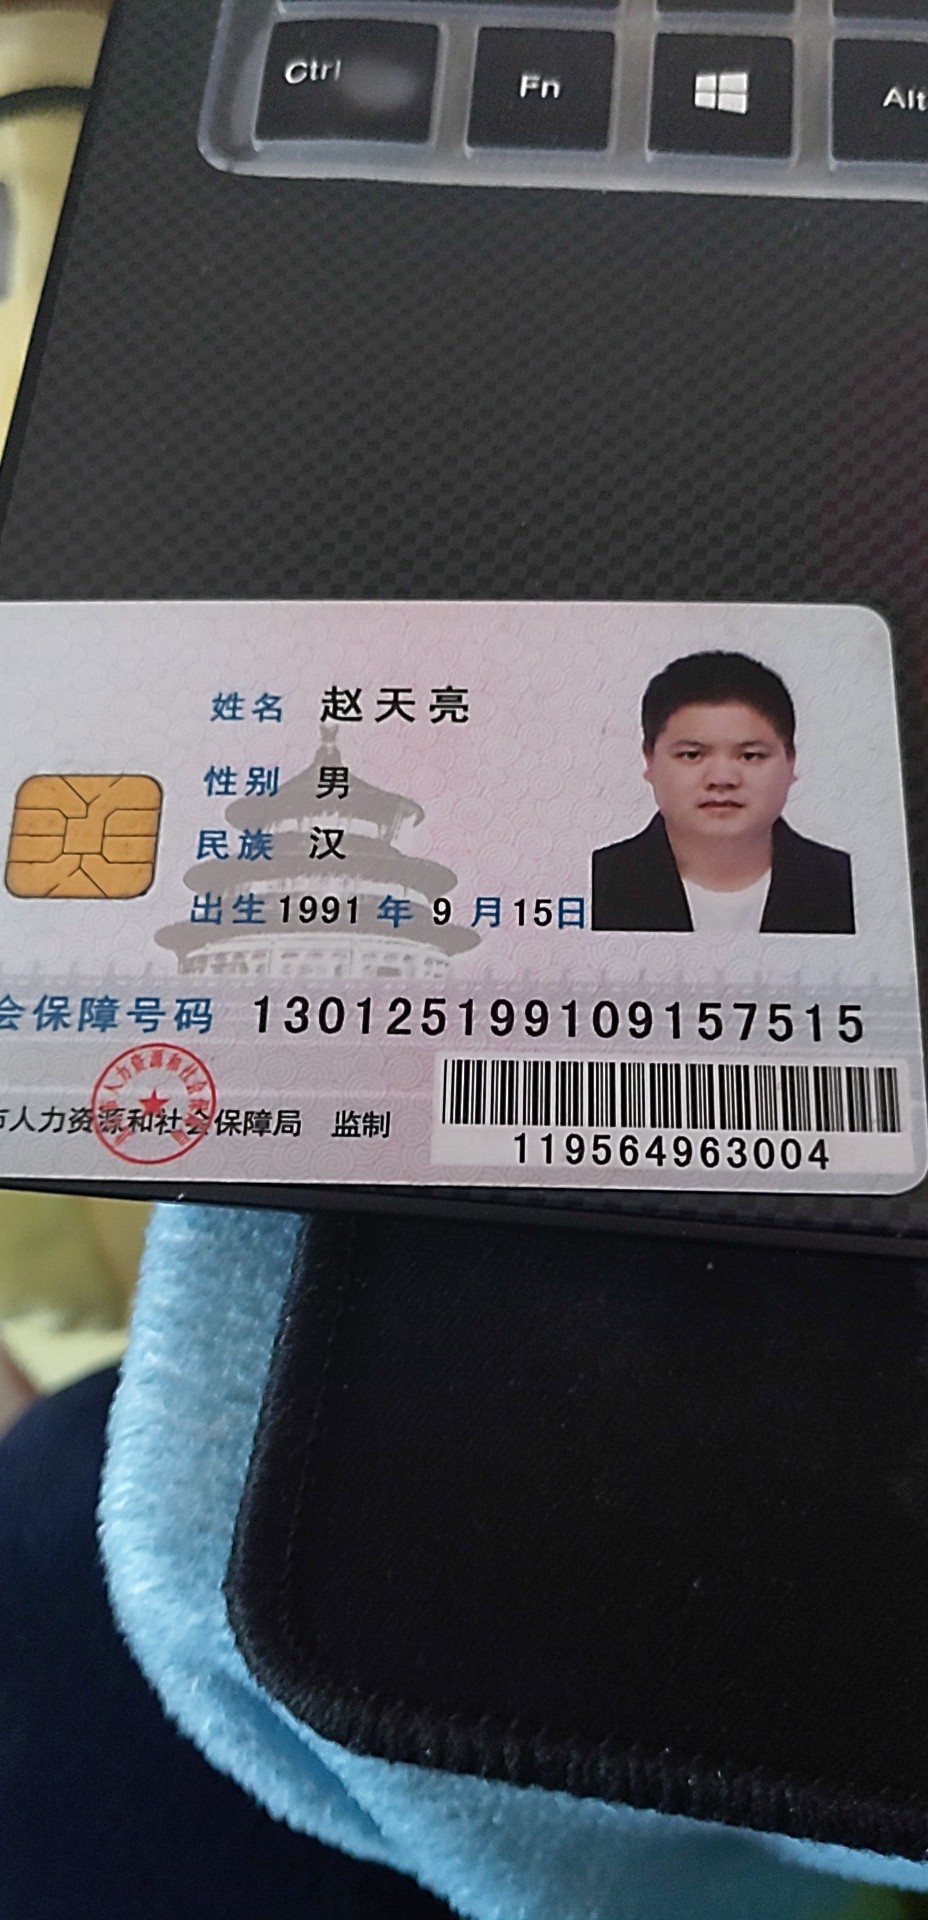 Ctrl Fn Alt
姓名 赵天亮
性别 男
民族 汉
出生 1991 年 9 月 15日
会保障号码 130125199109157515
市人力资源和社会保障局 监制
119564963004